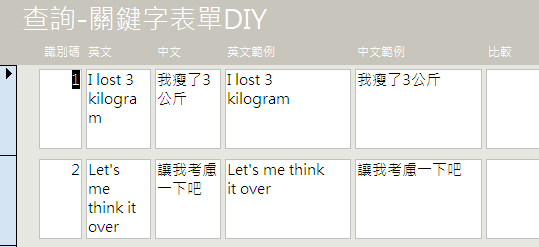 查詢-關鍵字表單DIY
識別碼 英文 中文 英文範例 中文範例 比較
1 I lost 3 我瘦了3 I lost 3 我瘦了3公斤
kilogra 公斤 kilogram
m
2 Let's 讓我考慮 Let's me think 讓我考慮一下吧
me 一下吧 it over
think it
over